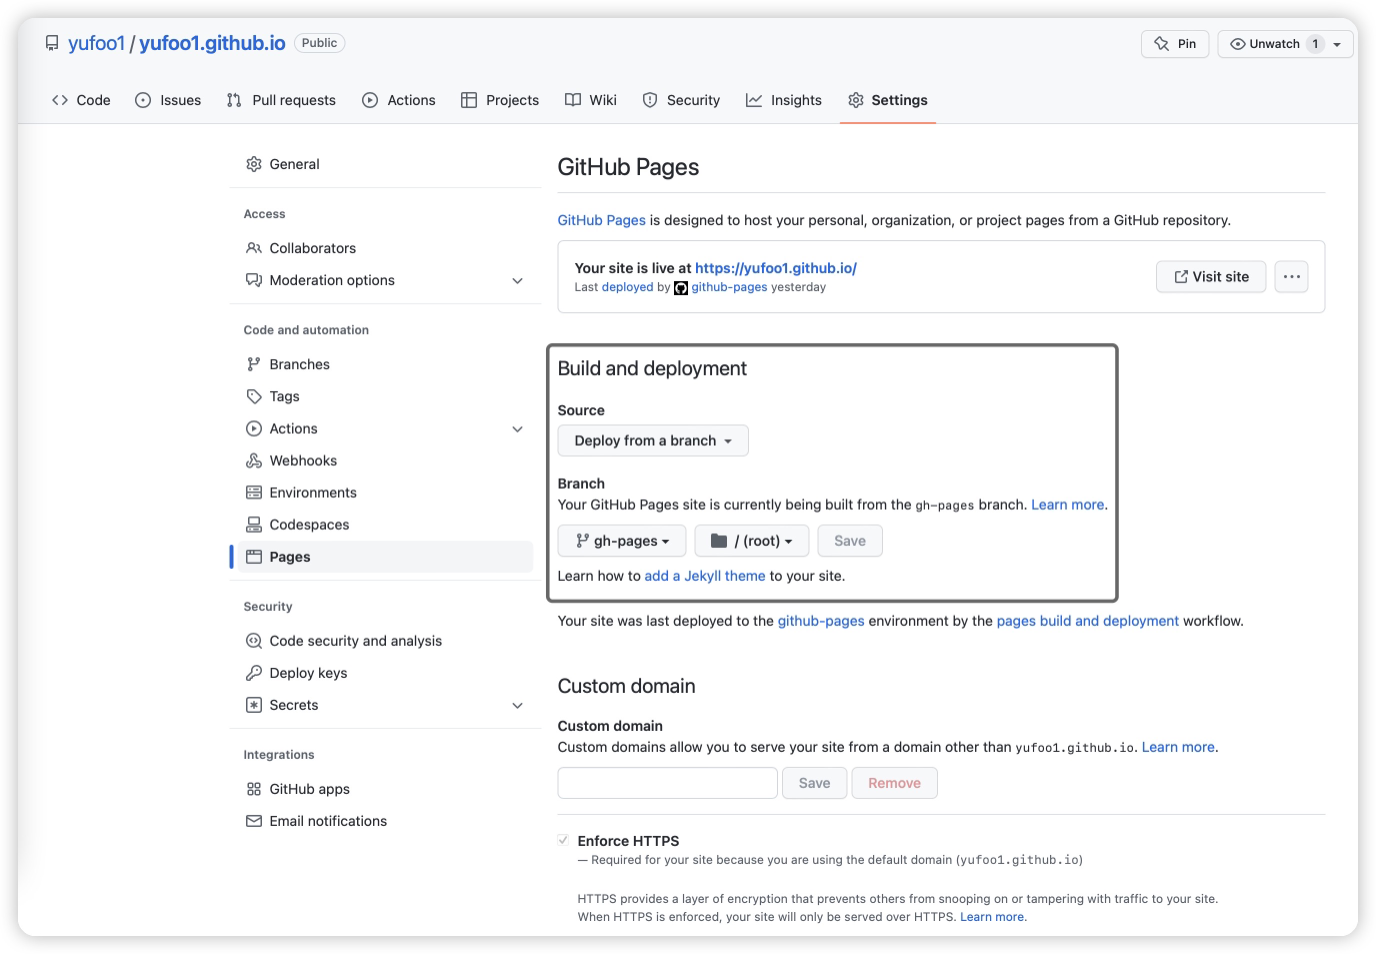 yufoo1 / yufoo1.github.io Public
Pin
Unwatch 1
Code
Issues
Pull requests
Actions
Projects
Wiki
Security
Insights
Settings
General
Access
Collaborators
Moderation options
Code and automation
Branches
Tags
Actions
Webhooks
Environments
Codespaces
Pages
Security
Code security and analysis
Deploy keys
Secrets
Integrations
GitHub apps
Email notifications
GitHub Pages
GitHub Pages is designed to host your personal, organization, or project pages from a GitHub repository.
Your site is live at https://yufoo1.github.io/
Last deployed by github-pages yesterday
Visit site
Build and deployment
Source
Deploy from a branch
Branch
Your GitHub Pages site is currently being built from the gh-pages branch. Learn more.
gh-pages
/ (root)
Save
Learn how to add a Jekyll theme to your site.
Your site was last deployed to the github-pages environment by the pages build and deployment workflow.
Custom domain
Custom domain
Custom domains allow you to serve your site from a domain other than yufoo1.github.io. Learn more.
Save
Remove
Enforce HTTPS
— Required for your site because you are using the default domain (yufoo1.github.io)
HTTPS provides a layer of encryption that prevents others from snooping on or tampering with traffic to your site.
When HTTPS is enforced, your site will only be served over HTTPS. Learn more.